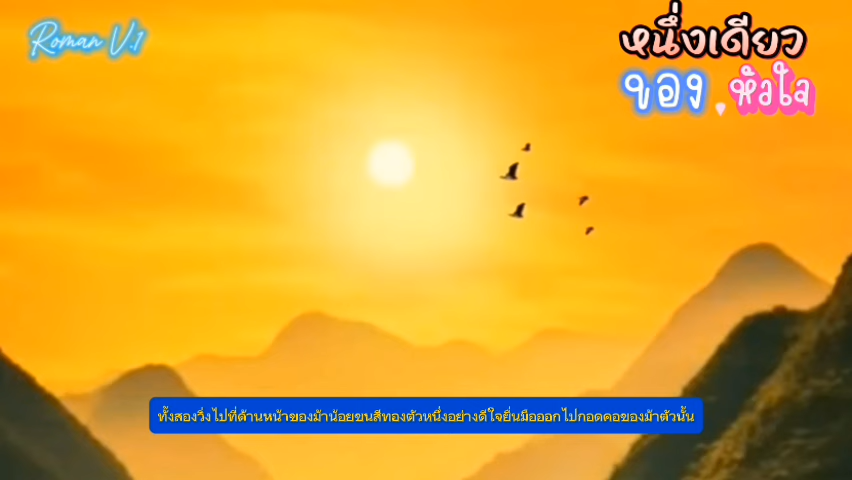 Roman V.1
หนึ่งเดียว
ของ หัวใจ
ทั้งสองวิ่งไปที่ด้านหน้าของม้าน้อยขนสีทองตัวหนึ่งอย่างดีใจยื่นมือออกไปกอดคอของม้าตัวนั้น